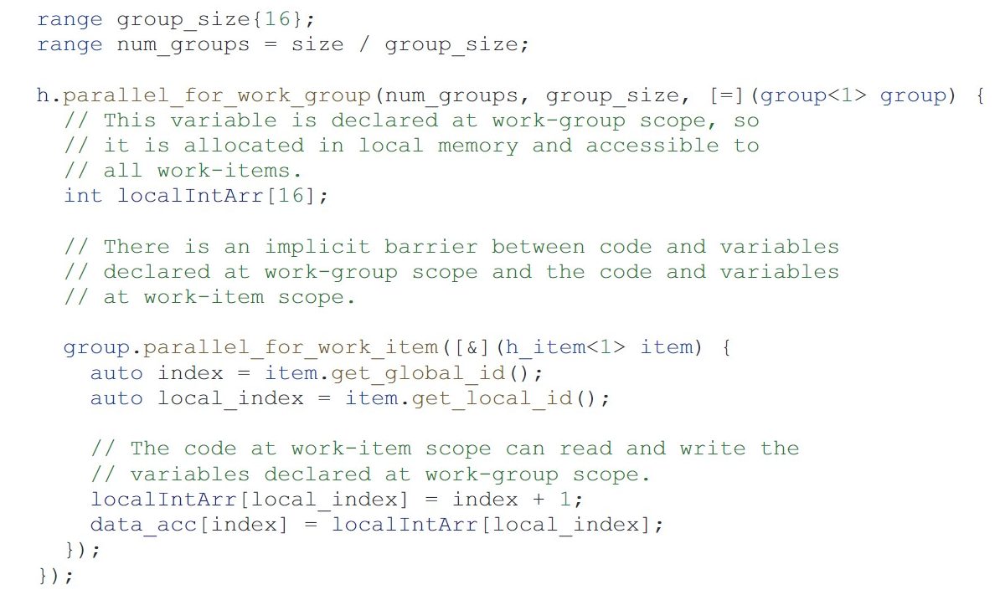 range group_size{16};
range num_groups = size / group_size;
h.parallel_for_work_group(num_groups, group_size, [=](group<1> group) {
// This variable is declared at work-group scope, so
// it is allocated in local memory and accessible to
// all work-items.
int localIntArr[16];
// There is an implicit barrier between code and variables
// declared at work-group scope and the code and variables
// at work-item scope.
group.parallel_for_work_item([&](h_item<1> item) {
auto index = item.get_global_id();
auto local_index = item.get_local_id();
// The code at work-item scope can read and write the
// variables declared at work-group scope.
localIntArr[local_index] = index + 1;
data_acc[index] = localIntArr[local_index];
});
});